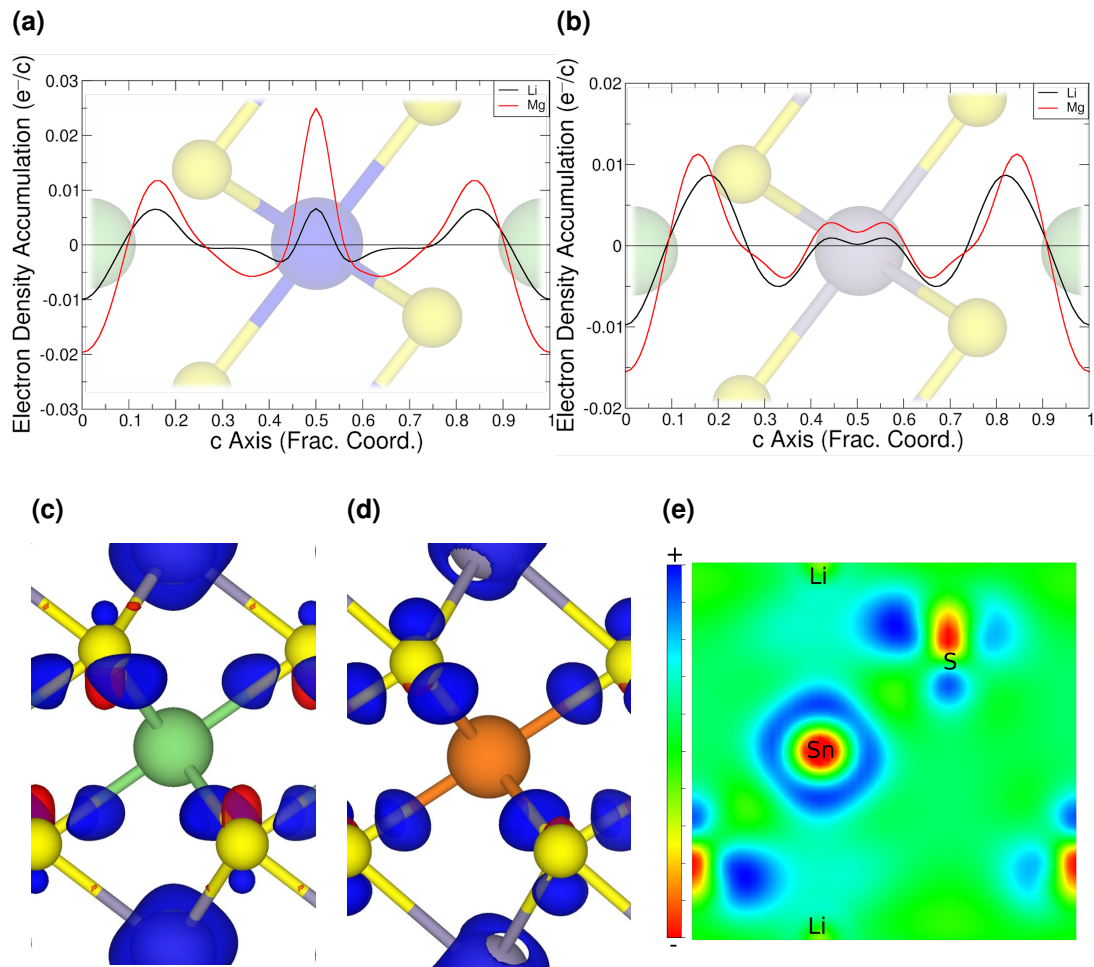 (a)
(b)
Electron Density Accumulation (e⁻/c)
0.03
0.02
0.01
0
-0.01
-0.02
-0.03
Li
Mg
0 0.1 0.2 0.3 0.4 0.5 0.6 0.7 0.8 0.9 1
c Axis (Frac. Coord.)
Electron Density Accumulation (e⁻/c)
0.02
0.01
0
-0.01
-0.02
Li
Mg
0 0.1 0.2 0.3 0.4 0.5 0.6 0.7 0.8 0.9 1
c Axis (Frac. Coord.)
(c)
(d)
(e)
+
-
Li
S
Sn
Li